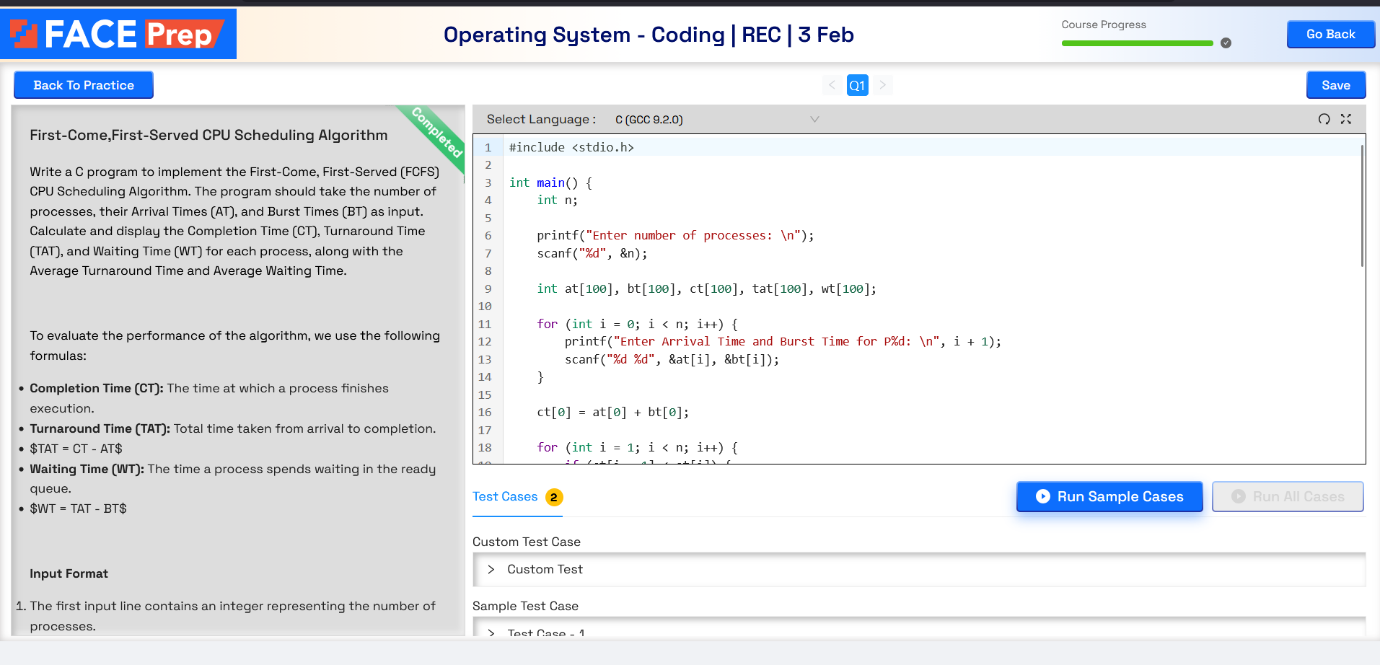 FACE Prep
Operating System - Coding | REC | 3 Feb
Course Progress
Go Back
Back To Practice
< Q1 >
Save
Completed
First-Come,First-Served CPU Scheduling Algorithm
Write a C program to implement the First-Come, First-Served (FCFS)
CPU Scheduling Algorithm. The program should take the number of
processes, their Arrival Times (AT), and Burst Times (BT) as input.
Calculate and display the Completion Time (CT), Turnaround Time
(TAT), and Waiting Time (WT) for each process, along with the
Average Turnaround Time and Average Waiting Time.
To evaluate the performance of the algorithm, we use the following
formulas:
• Completion Time (CT): The time at which a process finishes
execution.
• Turnaround Time (TAT): Total time taken from arrival to completion.
• $TAT = CT - AT$
• Waiting Time (WT): The time a process spends waiting in the ready
queue.
• $WT = TAT - BT$
Input Format
1. The first input line contains an integer representing the number of
processes.
Select Language : C (GCC 9.2.0)
1 #include <stdio.h>
2
3 int main() {
4     int n;
5
6     printf("Enter number of processes: \n");
7     scanf("%d", &n);
8
9     int at[100], bt[100], ct[100], tat[100], wt[100];
10
11     for (int i = 0; i < n; i++) {
12         printf("Enter Arrival Time and Burst Time for P%d: \n", i + 1);
13         scanf("%d %d", &at[i], &bt[i]);
14     }
15
16     ct[0] = at[0] + bt[0];
17
18     for (int i = 1; i < n; i++) {
19         if (ct[i - 1] < at[i]) {
Test Cases 2
Run Sample Cases
Run All Cases
Custom Test Case
> Custom Test
Sample Test Case
> Test Case - 1